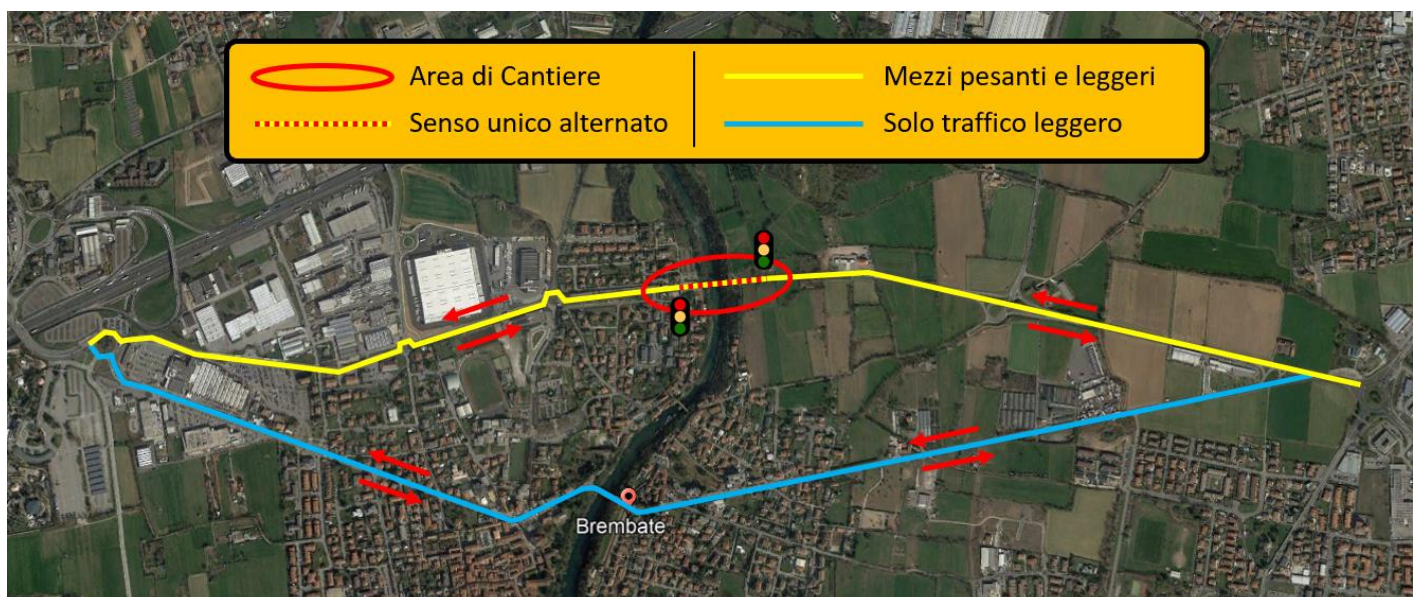 Area di Cantiere
Senso unico alternato
Mezzi pesanti e leggeri
Solo traffico leggero
Brembate